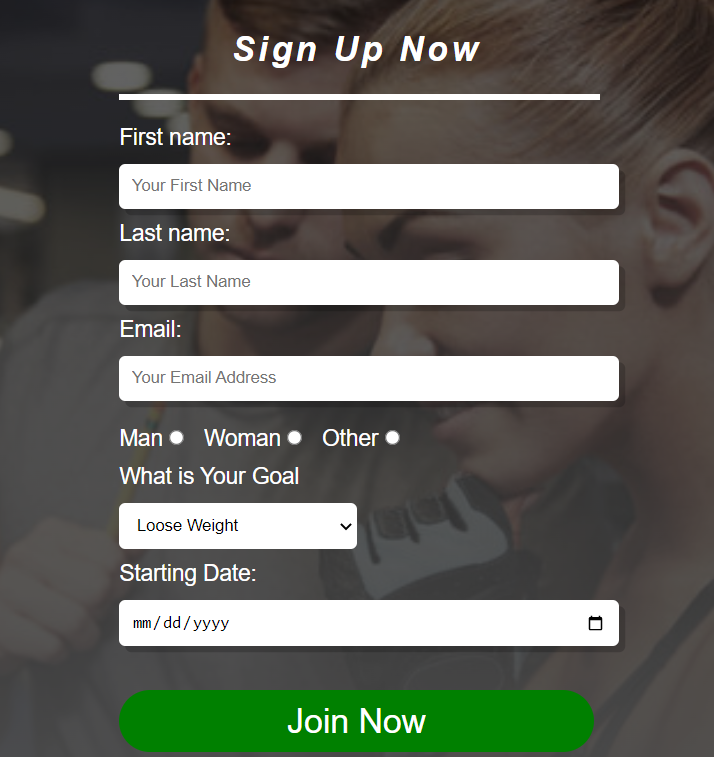 Sign Up Now
First name:
Your First Name
Last name:
Your Last Name
Email:
Your Email Address
Man Woman Other
What is Your Goal
Loose Weight
Starting Date:
mm/dd/yyyy
Join Now